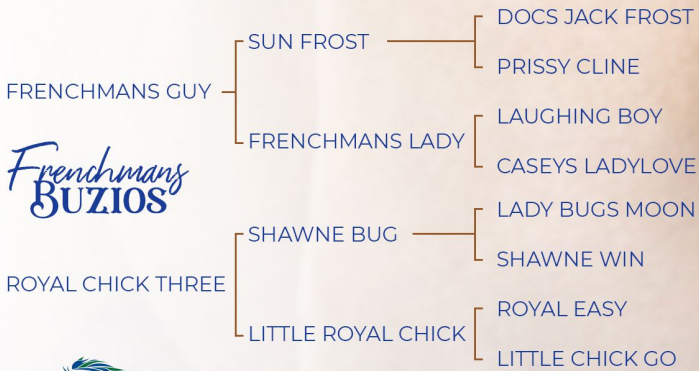 DOCS JACK FROST
SUN FROST
PRISSY CLINE
FRENCHMANS GUY
LAUGHING BOY
FRENCHMANS LADY
CASEYS LADYLOVE
Frenchmans
BUZIOS
LADY BUGS MOON
SHAWNE BUG
SHAWNE WIN
ROYAL CHICK THREE
ROYAL EASY
LITTLE ROYAL CHICK
LITTLE CHICK GO